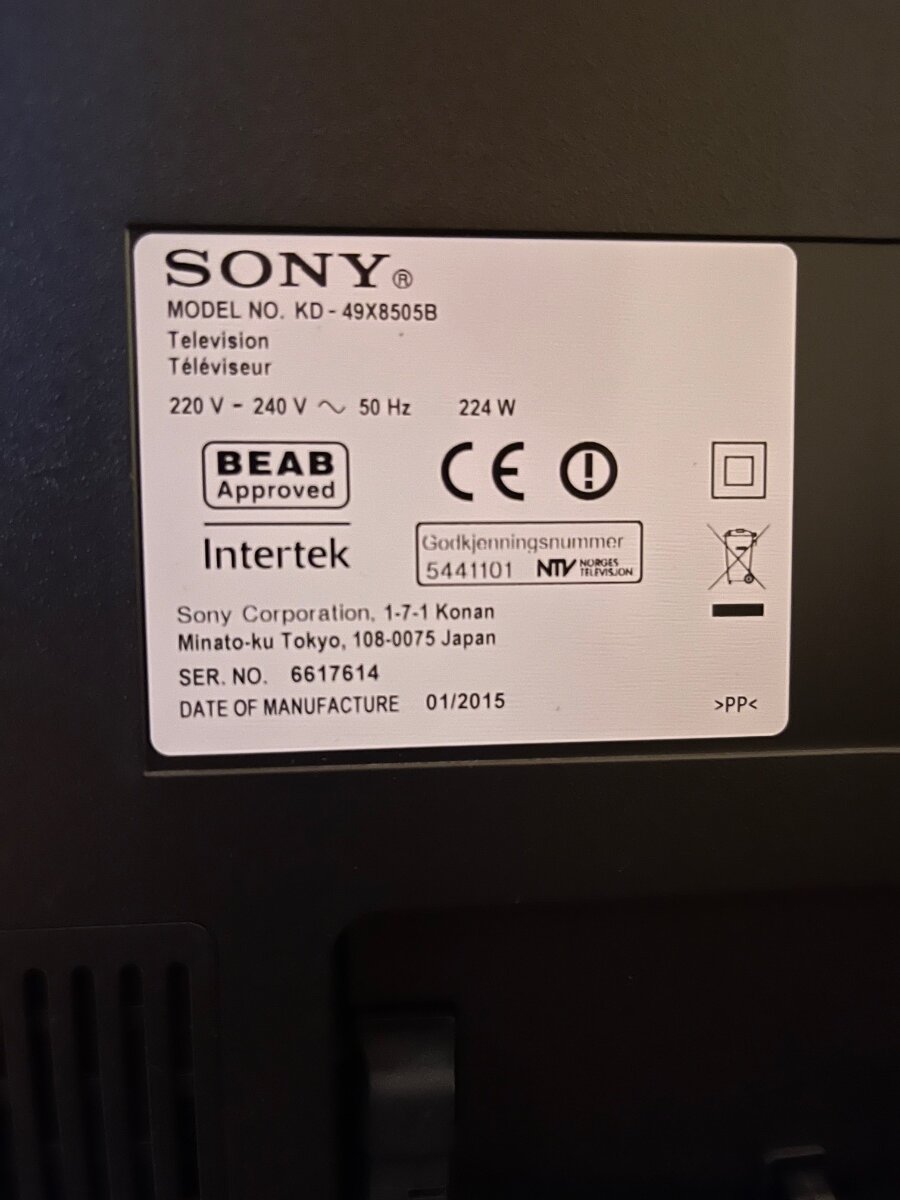 SONY®
MODEL NO. KD-49X8505B
Television
Téléviseur
220 V - 240 V ~ 50 Hz 224 W
BEAB
Approved
CE
Intertek
Godkjenningsnummer
5441101 NTV NORGES TELEVISJON
Sony Corporation, 1-7-1 Konan
Minato-ku Tokyo, 108-0075 Japan
SER. NO. 6617614
DATE OF MANUFACTURE 01/2015
>PP<